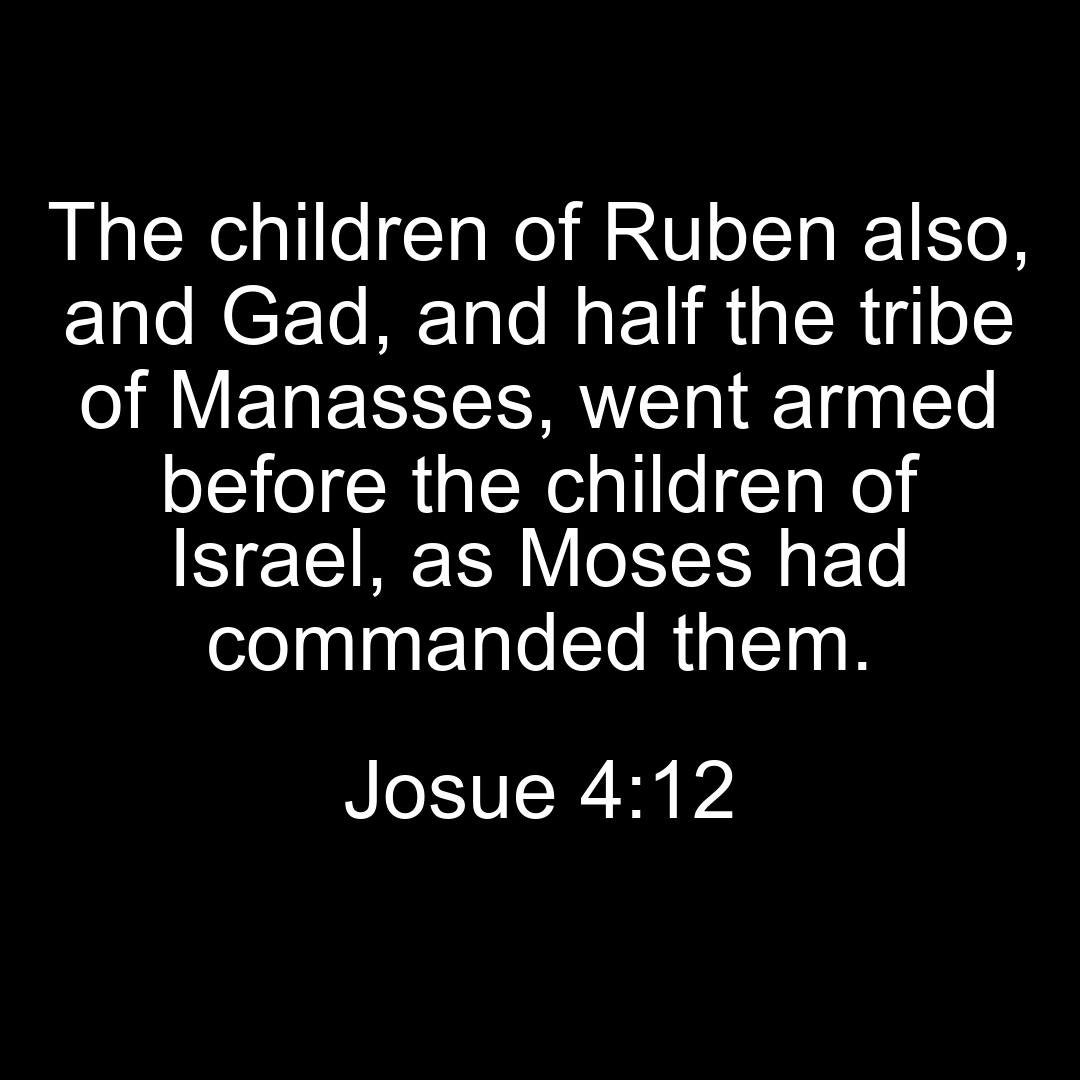 The children of Ruben also,
and Gad, and half the tribe
of Manasses, went armed
before the children of
Israel, as Moses had
commanded them.
Josue 4:12